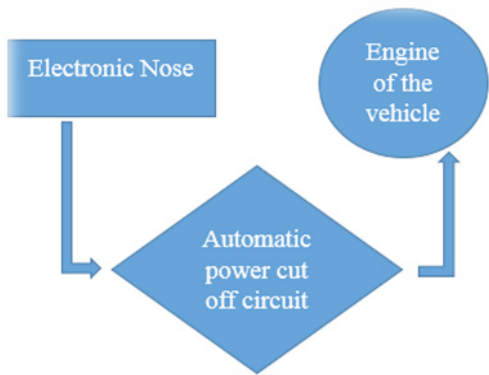 Electronic Nose
Engine
of the
vehicle
Automatic
power cut
off circuit